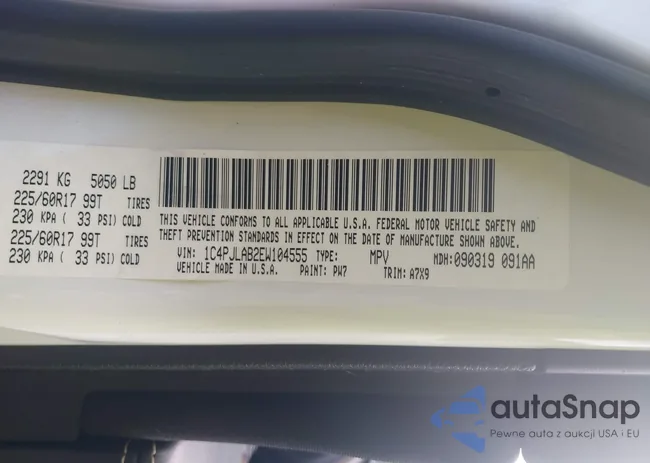 2291 KG 5050 LB
225/60R17 99T TIRES
230 KPA ( 33 PSI) COLD
225/60R17 99T TIRES
230 KPA ( 33 PSI) COLD
THIS VEHICLE CONFORMS TO ALL APPLICABLE U.S.A. FEDERAL MOTOR VEHICLE SAFETY AND
THEFT PREVENTION STANDARDS IN EFFECT ON THE DATE OF MANUFACTURE SHOWN ABOVE.
VIN: 1C4PJLAB2EW104555 TYPE: MPV MDH: 090319 091AA
VEHICLE MADE IN U.S.A. PAINT: PW7 TRIM: A7X9
autaSnap
Pewne auta z aukcji USA i EU